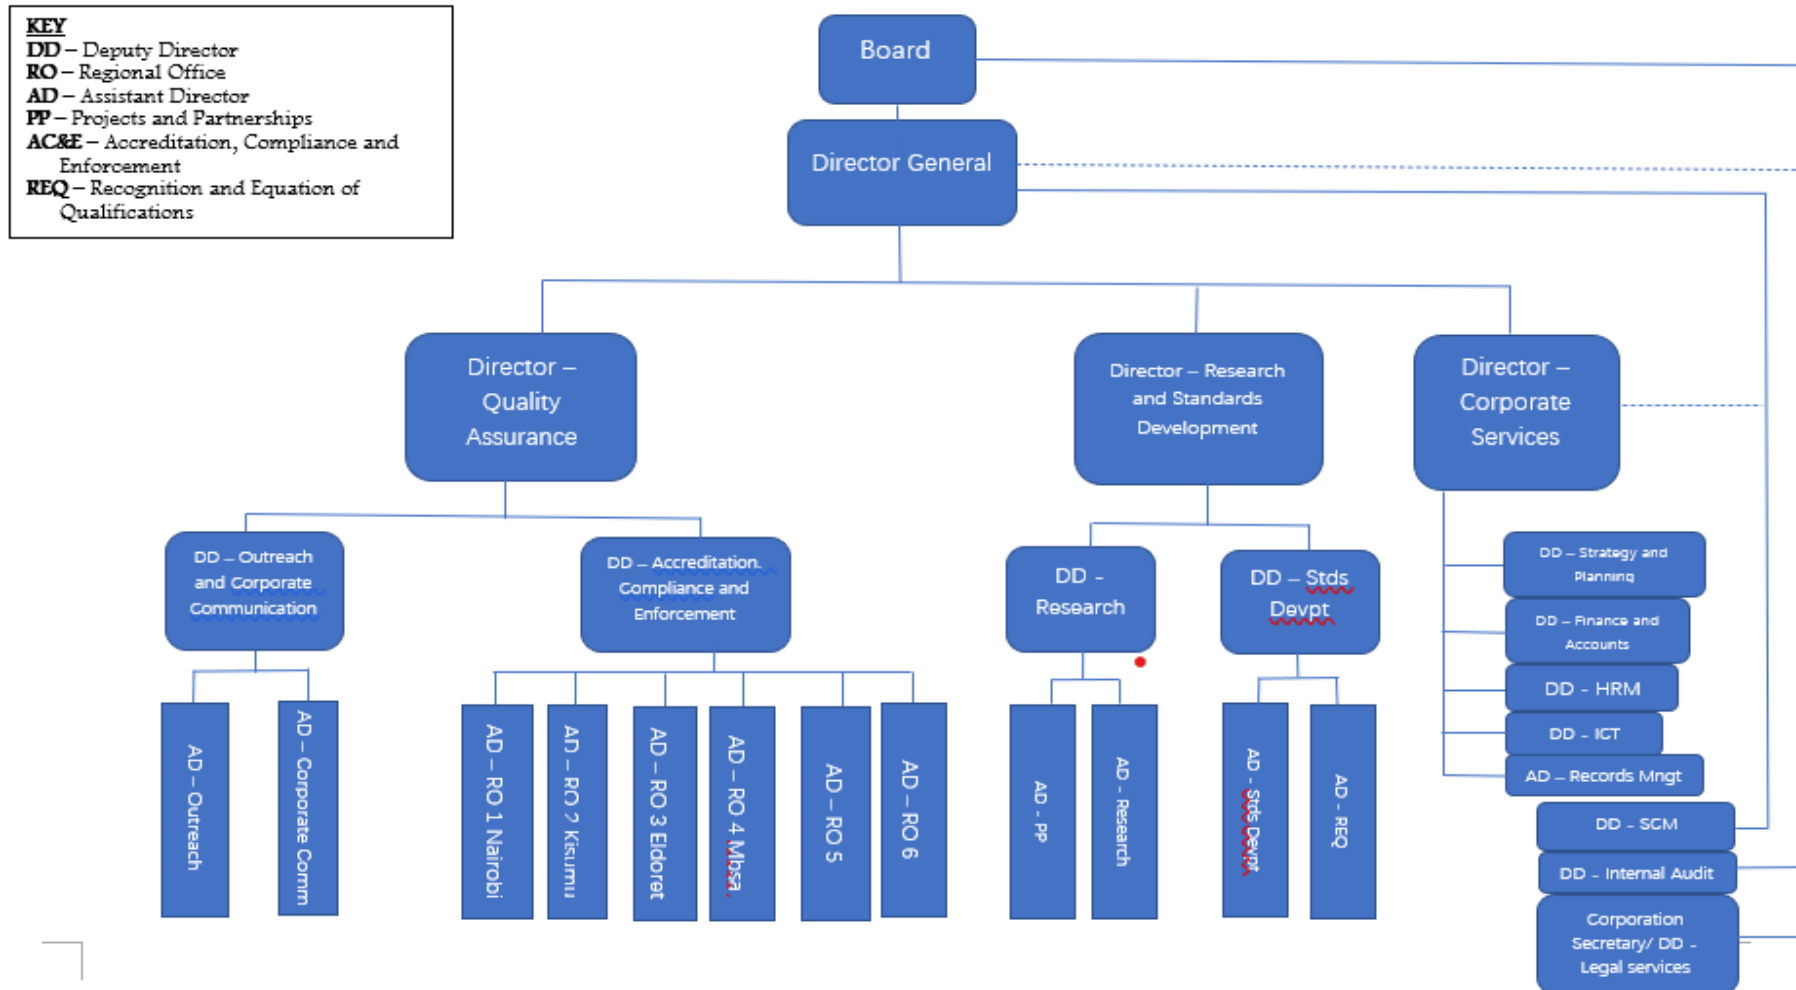 KEY
DD – Deputy Director
RO – Regional Office
AD – Assistant Director
PP – Projects and Partnerships
AC&E – Accreditation, Compliance and
Enforcement
REQ – Recognition and Equation of
Qualifications
Board
Director General
Director –
Quality
Assurance
Director – Research
and Standards
Development
Director –
Corporate
Services
DD – Outreach
and Corporate
Communication
DD – Accreditation.
Compliance and
Enforcement
DD -
Research
DD – Stds
Devpt
DD – Strategy and
Planning
DD – Finance and
Accounts
DD - HRM
DD - ICT
AD – Records Mngt
DD - SCM
DD - Internal Audit
Corporation
Secretary/ DD -
Legal services
AD – Outreach
AD – Corporate Comm
AD – RO 1 Nairobi
AD – RO 2 Kisumu
AD – RO 3 Eldoret
AD – RO 4 Mbsa
AD – RO 5
AD – RO 6
AD - PP
AD - Research
AD - Stds Devpt
AD - REQ